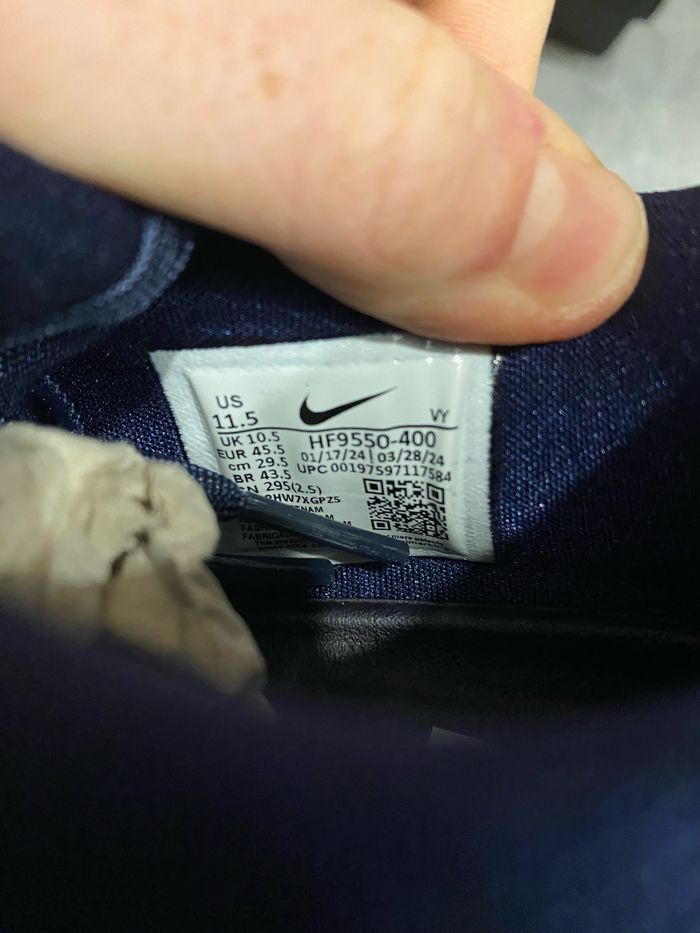 US
11.5
VY
UK 10.5
HF9550-400
EUR 45.5
01/17/24 | 03/28/24
cm 29.5
UPC 00197597117584
BR 43.5
295(2.5)
HW7XGPZ5